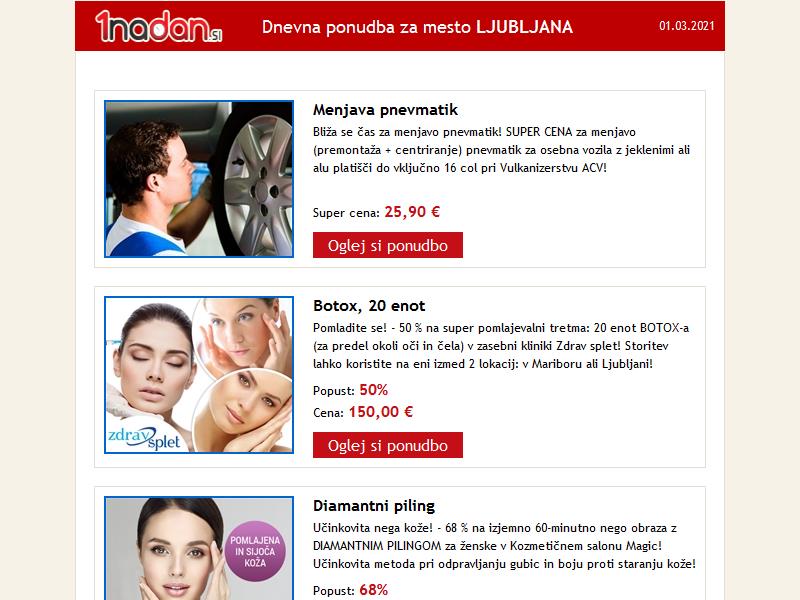 1nadan.si
Dnevna ponudba za mesto LJUBLJANA
01.03.2021
Menjava pnevmatik
Bliža se čas za menjavo pnevmatik! SUPER CENA za menjavo
(premontaža + centriranje) pnevmatik za osebna vozila z jeklenimi ali
alu platišči do vključno 16 col pri Vulkanizerstvu ACV!
Super cena: 25,90 €
Oglej si ponudbo
zdrav splet
Botox, 20 enot
Pomladite se! - 50 % na super pomlajevalni tretma: 20 enot BOTOX-a
(za predel okoli oči in čela) v zasebni kliniki Zdrav splet! Storitev
lahko koristite na eni izmed 2 lokacij: v Mariboru ali Ljubljani!
Popust: 50%
Cena: 150,00 €
Oglej si ponudbo
POMLAJENA
IN SIJOČA
KOŽA
Diamantni piling
Učinkovita nega kože! - 68 % na izjemno 60-minutno nego obraza z
DIAMANTNIM PILINGOM za ženske v Kozmetičnem salonu Magic!
Učinkovita metoda pri odpravljanju gubic in boju proti staranju kože!
Popust: 68%